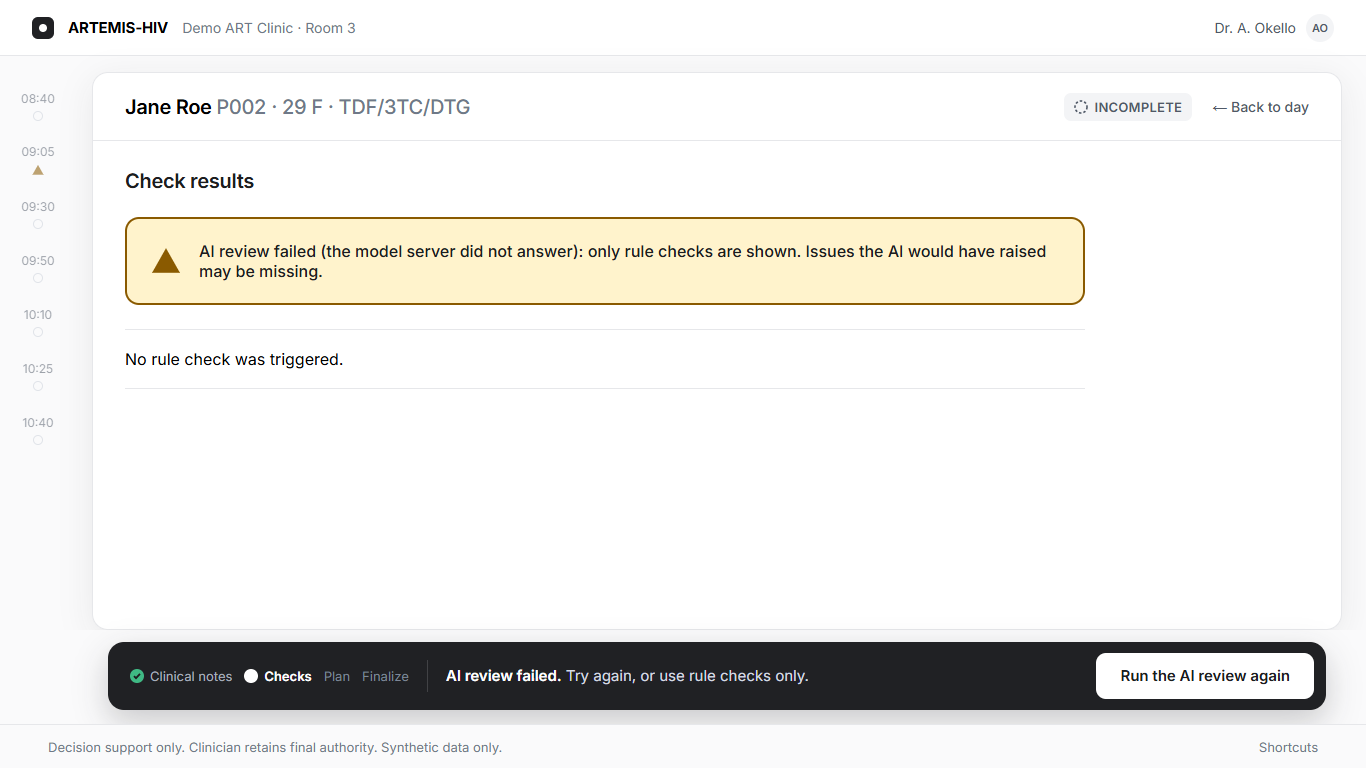 ARTEMIS-HIV Demo ART Clinic · Room 3
Dr. A. Okello AO
08:40
09:05
09:30
09:50
10:10
10:25
10:40
Jane Roe P002 · 29 F · TDF/3TC/DTG
INCOMPLETE
← Back to day
Check results
AI review failed (the model server did not answer): only rule checks are shown. Issues the AI would have raised
may be missing.
No rule check was triggered.
Clinical notes Checks Plan Finalize
AI review failed. Try again, or use rule checks only.
Run the AI review again
Decision support only. Clinician retains final authority. Synthetic data only.
Shortcuts